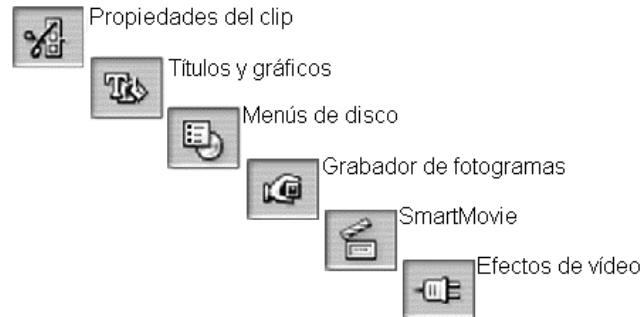 Propiedades del clip
Títulos y gráficos
Menús de disco
Grabador de fotogramas
SmartMovie
Efectos de vídeo